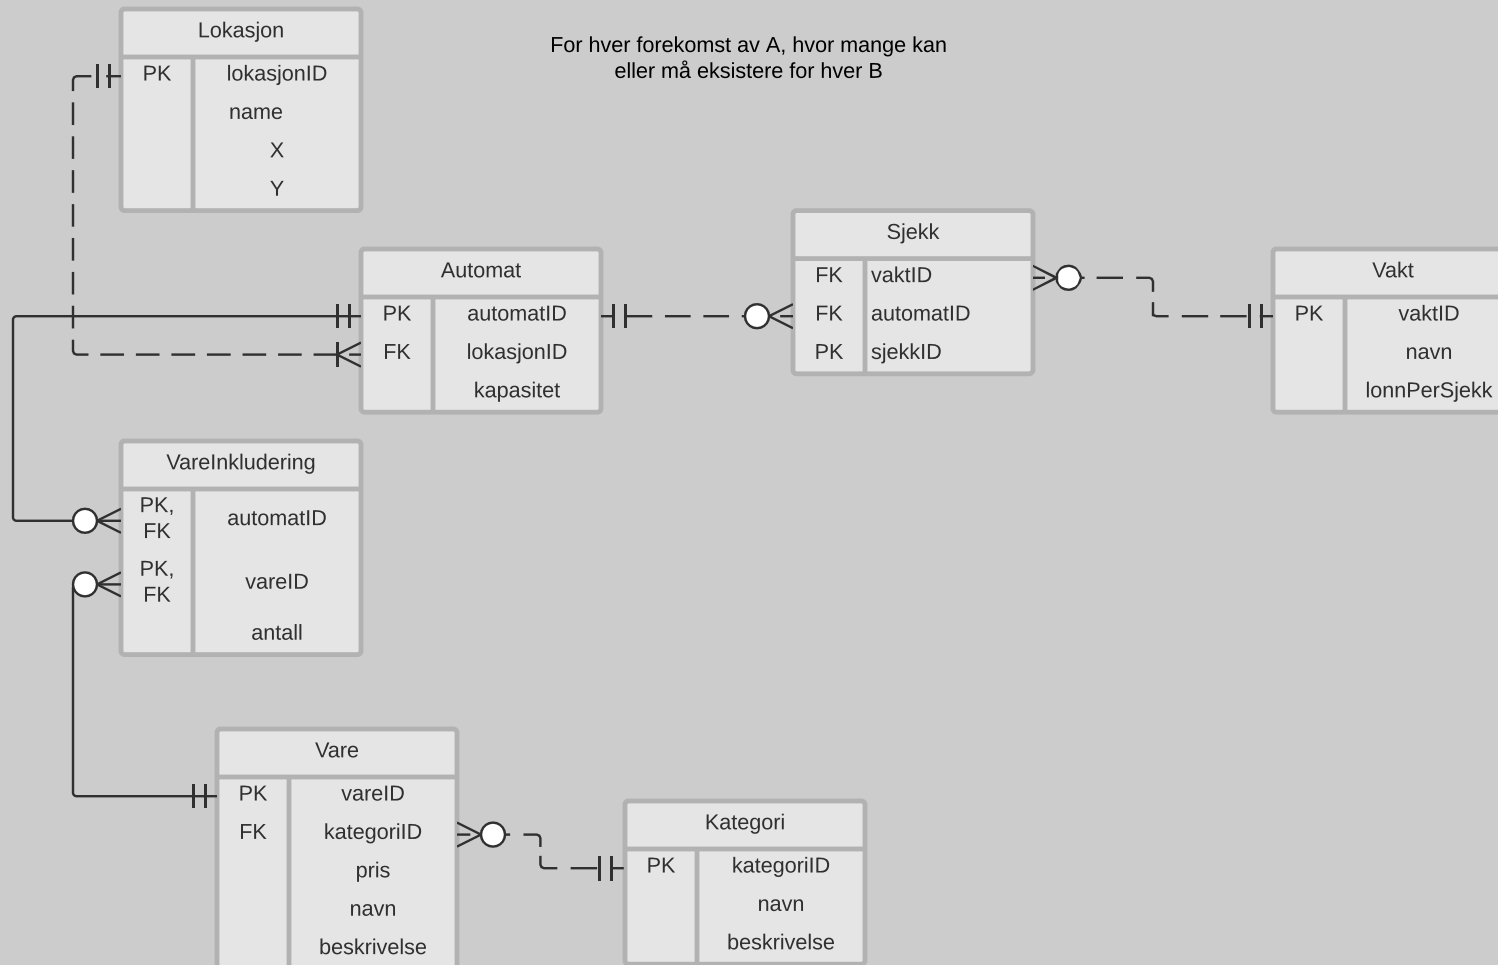 Lokasjon
PK lokasjonID
name
X
Y
For hver forekomst av A, hvor mange kan
eller må eksistere for hver B
Automat
PK automatID
FK lokasjonID
kapasitet
Sjekk
FK vaktID
FK automatID
PK sjekkID
Vakt
PK vaktID
navn
lonnPerSjekk
VareInkludering
PK,
FK automatID
PK,
FK vareID
antall
Vare
PK vareID
FK kategoriID
pris
navn
beskrivelse
Kategori
PK kategoriID
navn
beskrivelse